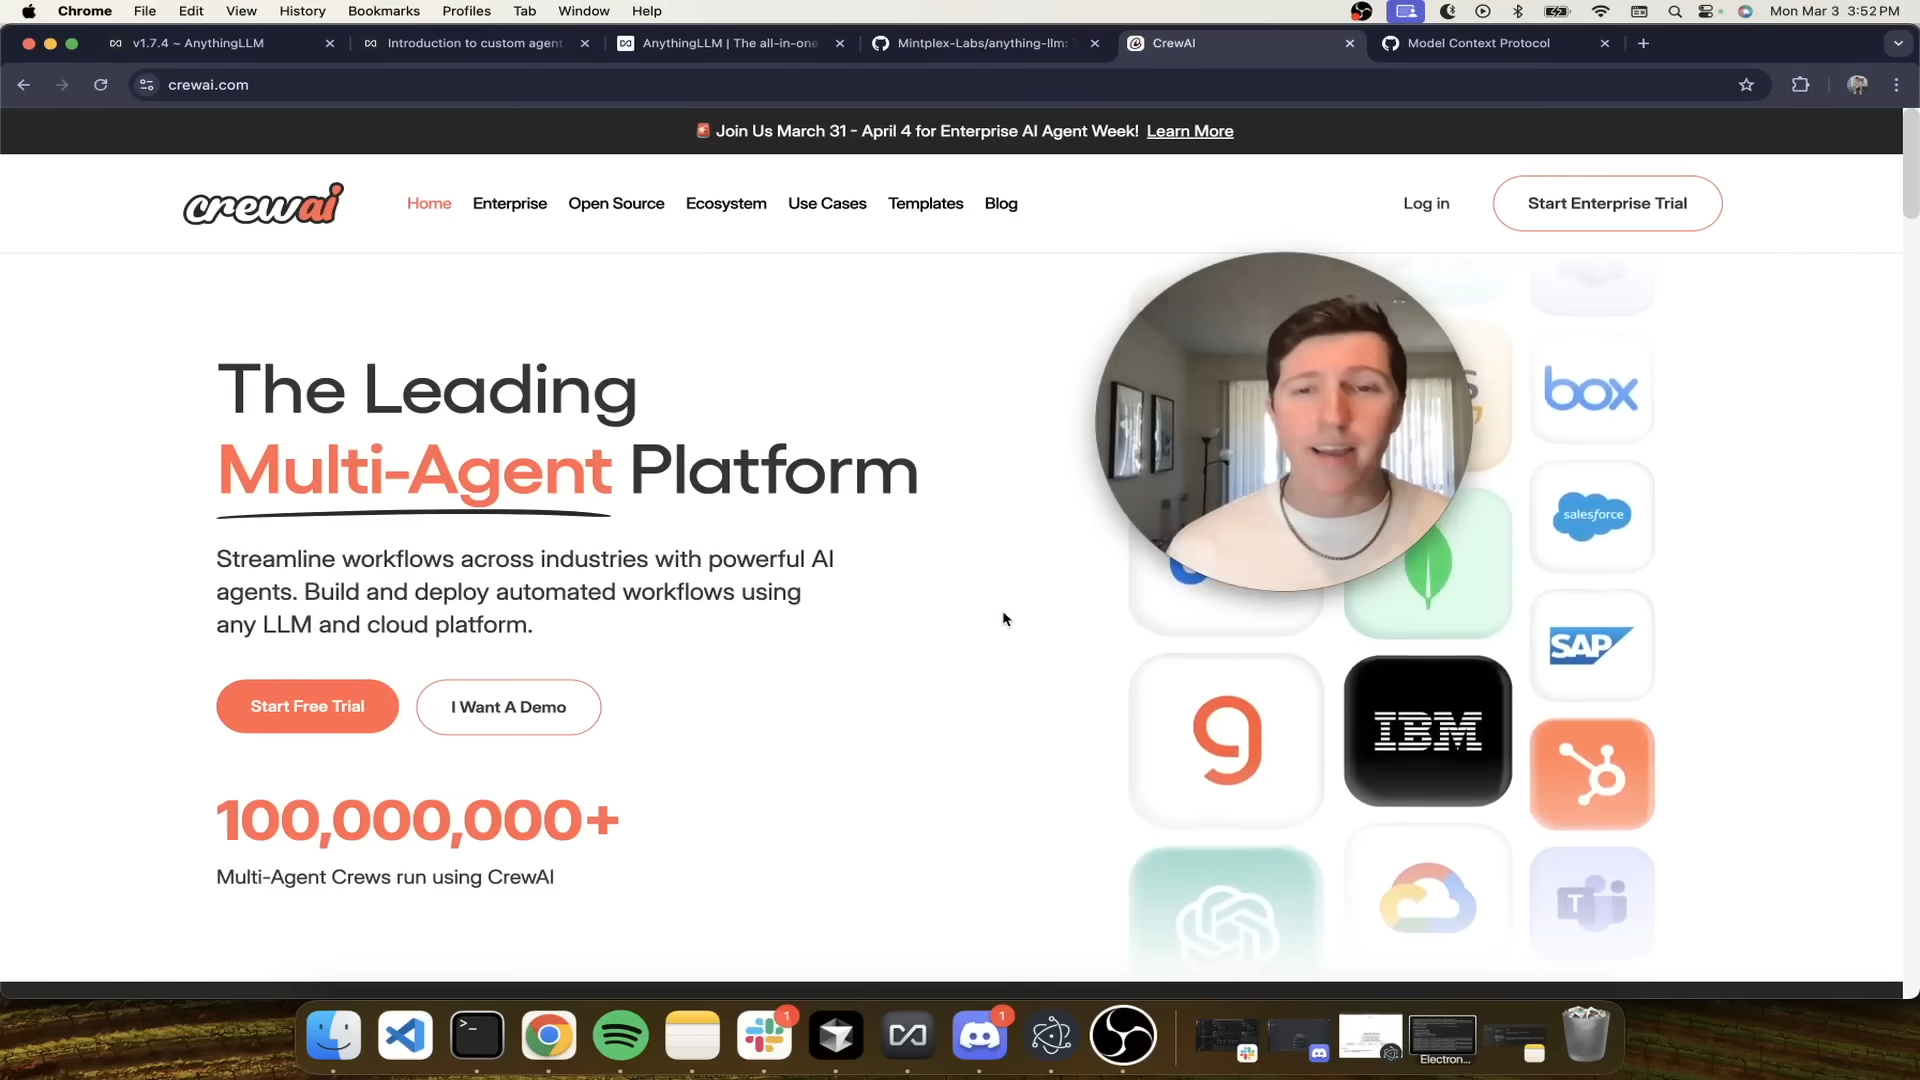 Chrome File Edit View History Bookmarks Profiles Tab Window Help Mon Mar 3 3:52 PM
v1.7.4 ~ AnythingLLM Introduction to custom agent AnythingLLM | The all-in-one Mintplex-Labs/anything-llm: CrewAI Model Context Protocol
crewai.com
Join Us March 31 - April 4 for Enterprise AI Agent Week! Learn More
crewai Home Enterprise Open Source Ecosystem Use Cases Templates Blog Log in Start Enterprise Trial
The Leading
Multi-Agent Platform
Streamline workflows across industries with powerful AI
agents. Build and deploy automated workflows using
any LLM and cloud platform.
Start Free Trial I Want A Demo
100,000,000+
Multi-Agent Crews run using CrewAI
box
salesforce
SAP
g IBM
T
1 1
Electron...